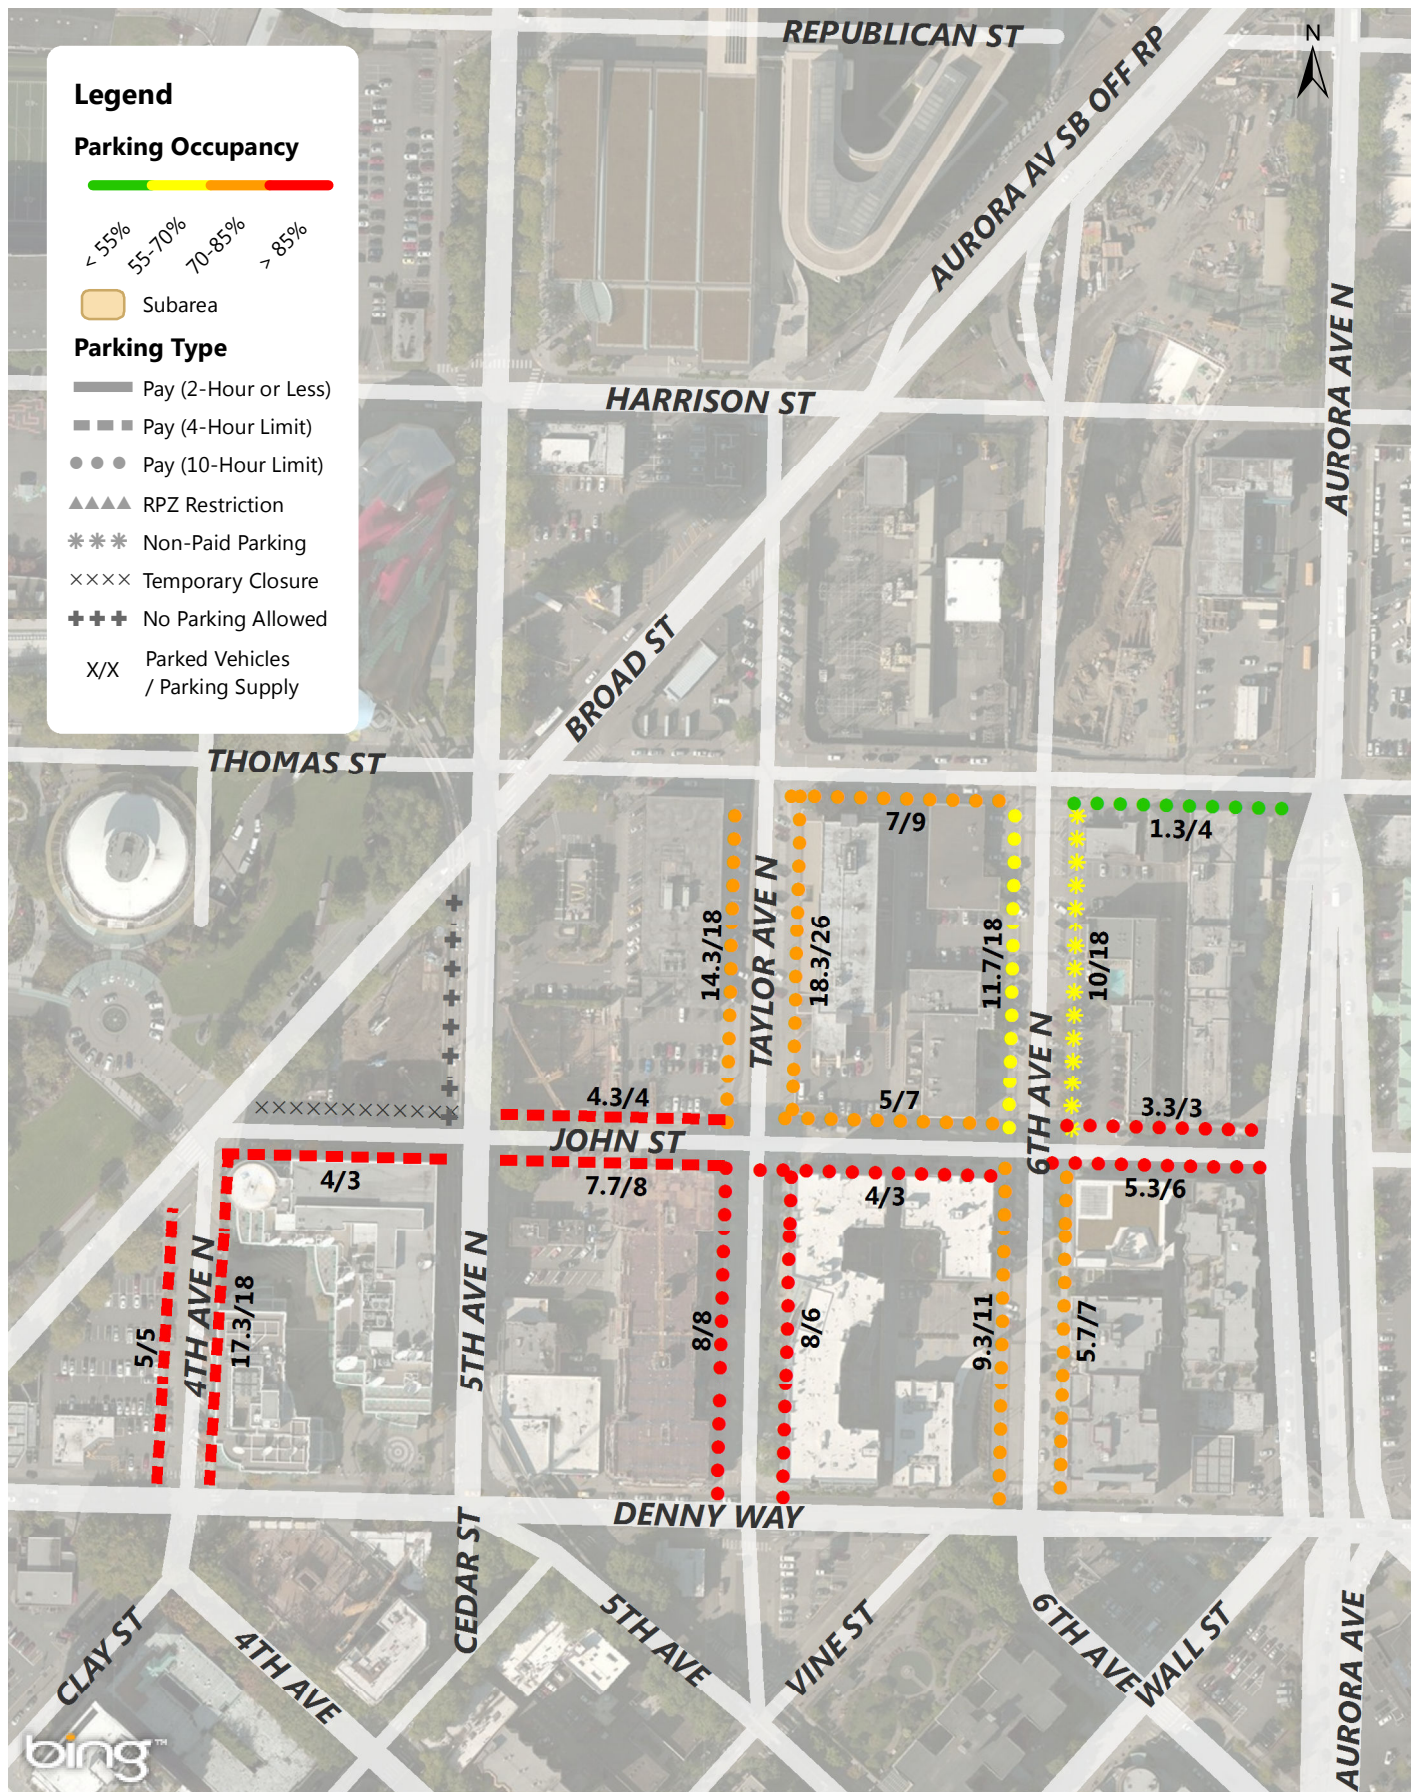 REPUBLICAN ST
N
AURORA AV SB OFF RP
Legend
Parking Occupancy
< 55%
55-70%
70-85%
> 85%
Subarea
Parking Type
Pay (2-Hour or Less)
Pay (4-Hour Limit)
Pay (10-Hour Limit)
RPZ Restriction
Non-Paid Parking
Temporary Closure
No Parking Allowed
X/X
Parked Vehicles
/ Parking Supply
HARRISON ST
AURORA AVE N
BROAD ST
THOMAS ST
7/9
1.3/4
14.3/18
TAYLOR AVE N
18.3/26
11.7/18
10/18
6TH AVE N
4.3/4
5/7
3.3/3
JOHN ST
4/3
7.7/8
4/3
5.3/6
5/5
4TH AVE N
17.3/18
5TH AVE N
8/8
8/6
9.3/11
5.7/7
DENNY WAY
CEDAR ST
CLAY ST
4TH AVE
5TH AVE
VINE ST
6TH AVE
WALL ST
AURORA AVE
bing™